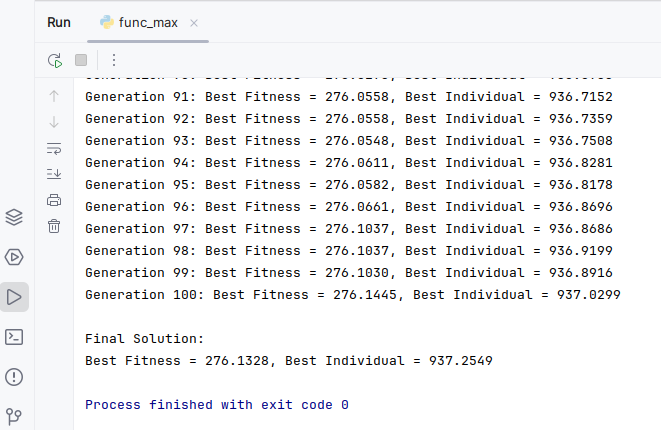 Run func_max
Generation 91: Best Fitness = 276.0558, Best Individual = 936.7152
Generation 92: Best Fitness = 276.0558, Best Individual = 936.7359
Generation 93: Best Fitness = 276.0548, Best Individual = 936.7508
Generation 94: Best Fitness = 276.0611, Best Individual = 936.8281
Generation 95: Best Fitness = 276.0582, Best Individual = 936.8178
Generation 96: Best Fitness = 276.0661, Best Individual = 936.8696
Generation 97: Best Fitness = 276.1037, Best Individual = 936.8686
Generation 98: Best Fitness = 276.1037, Best Individual = 936.9199
Generation 99: Best Fitness = 276.1030, Best Individual = 936.8916
Generation 100: Best Fitness = 276.1445, Best Individual = 937.0299
Final Solution:
Best Fitness = 276.1328, Best Individual = 937.2549
Process finished with exit code 0